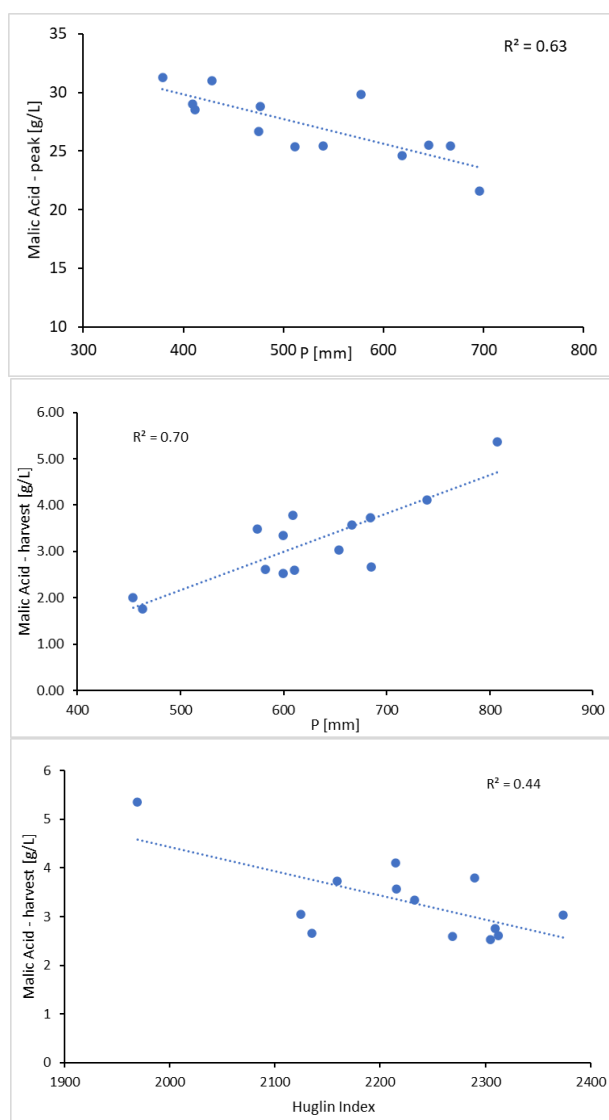 35
R² = 0.63
30
25
20
15
10
Malic Acid - peak [g/L]
300 400 500 600 700 800
P [mm]
6.00
R² = 0.70
5.00
4.00
3.00
2.00
1.00
0.00
Malic Acid - harvest [g/L]
400 500 600 700 800 900
P [mm]
6
R² = 0.44
5
4
3
2
1
0
Malic Acid - harvest [g/L]
1900 2000 2100 2200 2300 2400
Huglin Index